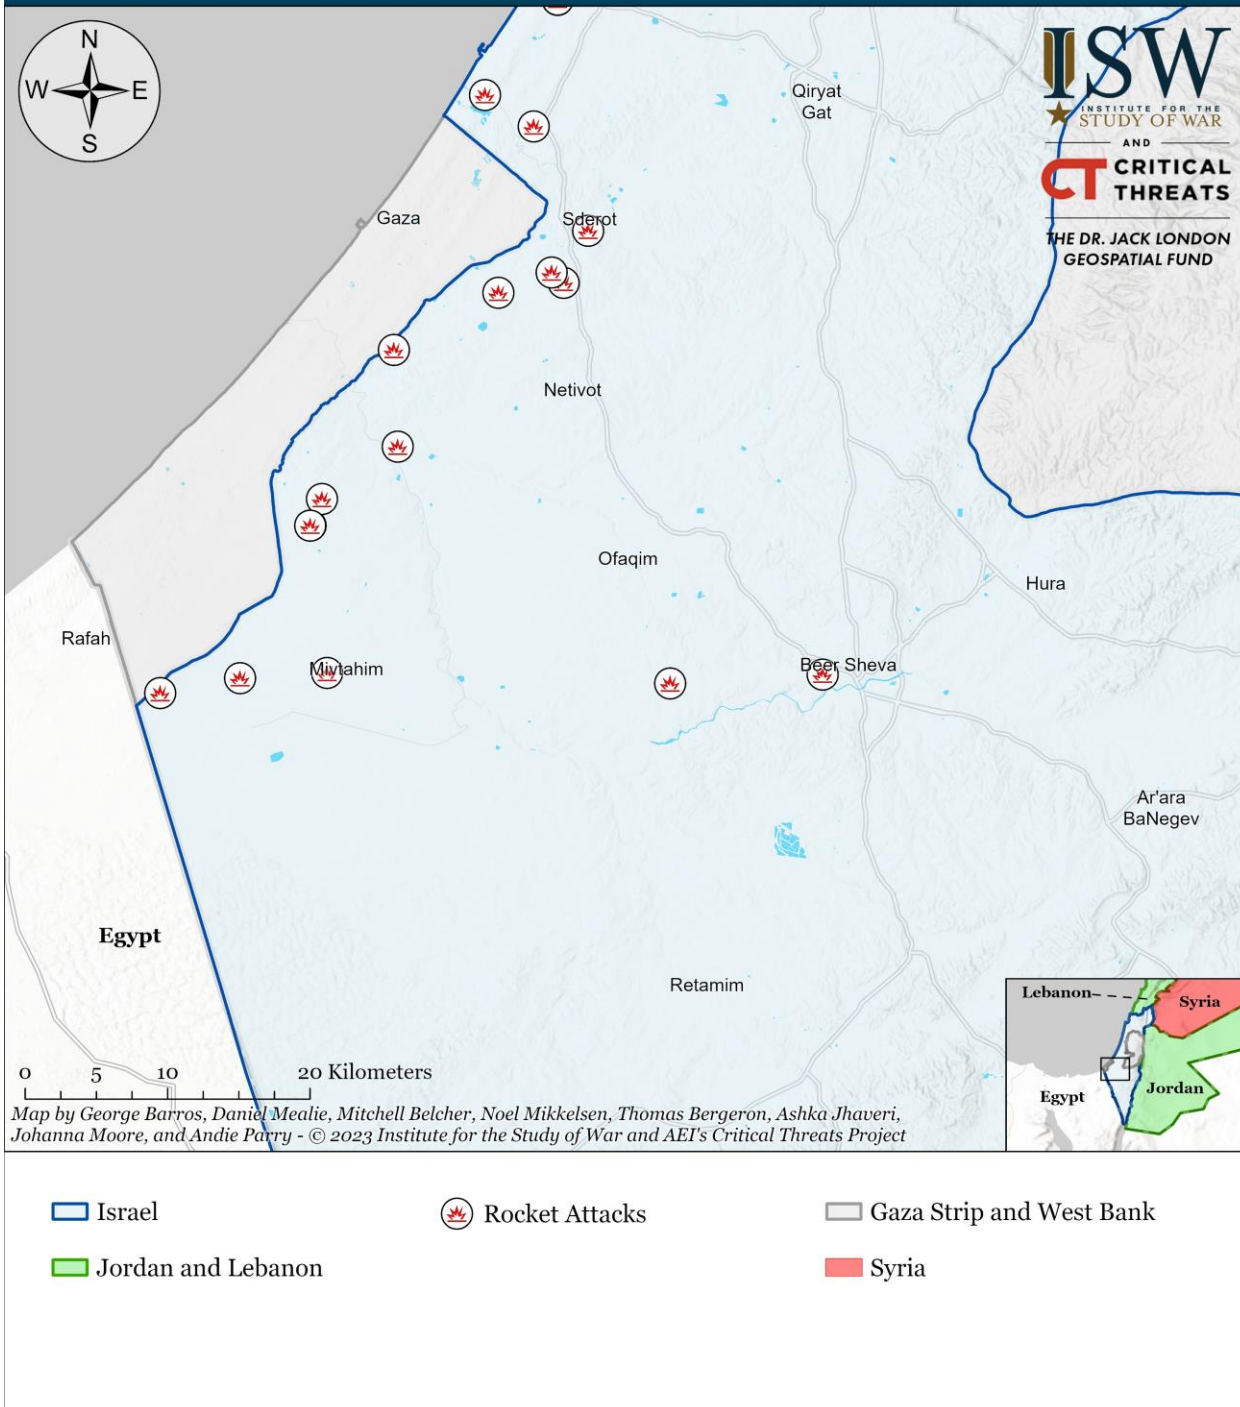 N
W E
S
Qiryat
Gat
ISW
INSTITUTE FOR THE
STUDY OF WAR
AND
CT CRITICAL
THREATS
THE DR. JACK LONDON
GEOSPATIAL FUND
Gaza
Sderot
Netivot
Ofaqim
Hura
Rafah
Mivtahim
Beer Sheva
Ar'ara
BaNegev
Egypt
Retamim
Lebanon
Syria
Egypt
Jordan
0 5 10 20 Kilometers
Map by George Barros, Daniel Mealie, Mitchell Belcher, Noel Mikkelsen, Thomas Bergeron, Ashka Jhaveri,
Johanna Moore, and Andie Parry - © 2023 Institute for the Study of War and AEI's Critical Threats Project
Israel
Rocket Attacks
Gaza Strip and West Bank
Jordan and Lebanon
Syria